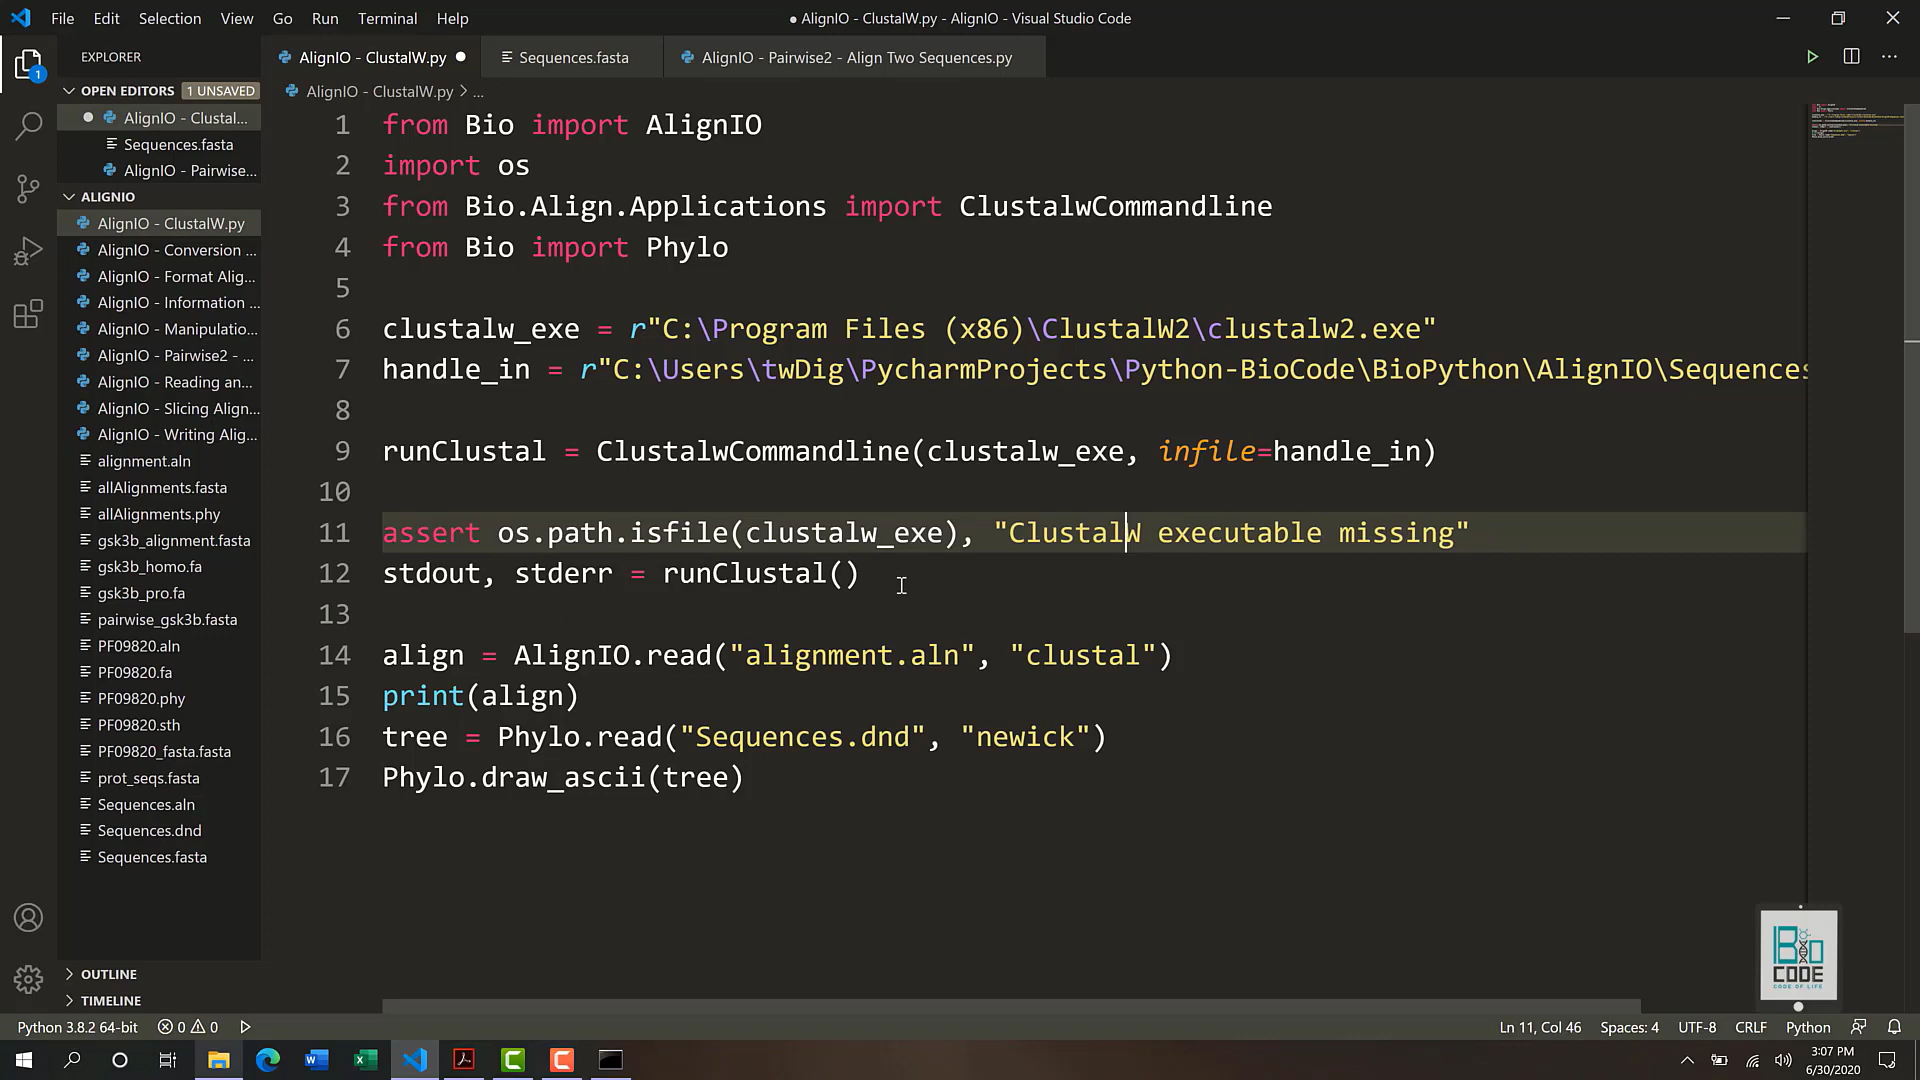 File Edit Selection View Go Run Terminal Help
● AlignIO - ClustalW.py - AlignIO - Visual Studio Code
EXPLORER
AlignIO - ClustalW.py
Sequences.fasta
AlignIO - Pairwise2 - Align Two Sequences.py
OPEN EDITORS 1 UNSAVED
AlignIO - Clustal...
Sequences.fasta
AlignIO - Pairwise...
ALIGNIO
AlignIO - ClustalW.py
AlignIO - Conversion ...
AlignIO - Format Alig...
AlignIO - Information ...
AlignIO - Manipulatio...
AlignIO - Pairwise2 - ...
AlignIO - Reading an...
AlignIO - Slicing Align...
AlignIO - Writing Alig...
alignment.aln
allAlignments.fasta
allAlignments.phy
gsk3b_alignment.fasta
gsk3b_homo.fa
gsk3b_pro.fa
pairwise_gsk3b.fasta
PF09820.aln
PF09820.fa
PF09820.phy
PF09820.sth
PF09820_fasta.fasta
prot_seqs.fasta
Sequences.aln
Sequences.dnd
Sequences.fasta
OUTLINE
TIMELINE
1
AlignIO - ClustalW.py > ...
1 from Bio import AlignIO
2 import os
3 from Bio.Align.Applications import ClustalwCommandline
4 from Bio import Phylo
5
6 clustalw_exe = r"C:\Program Files (x86)\ClustalW2\clustalw2.exe"
7 handle_in = r"C:\Users\twDig\PycharmProjects\Python-BioCode\BioPython\AlignIO\Sequences
8
9 runClustal = ClustalwCommandline(clustalw_exe, infile=handle_in)
10
11 assert os.path.isfile(clustalw_exe), "ClustalW executable missing"
12 stdout, stderr = runClustal()
13
14 align = AlignIO.read("alignment.aln", "clustal")
15 print(align)
16 tree = Phylo.read("Sequences.dnd", "newick")
17 Phylo.draw_ascii(tree)
BIO
CODE
CODE OF LIFE
Python 3.8.2 64-bit 0 0 Ln 11, Col 46 Spaces: 4 UTF-8 CRLF Python
3:07 PM
6/30/2020